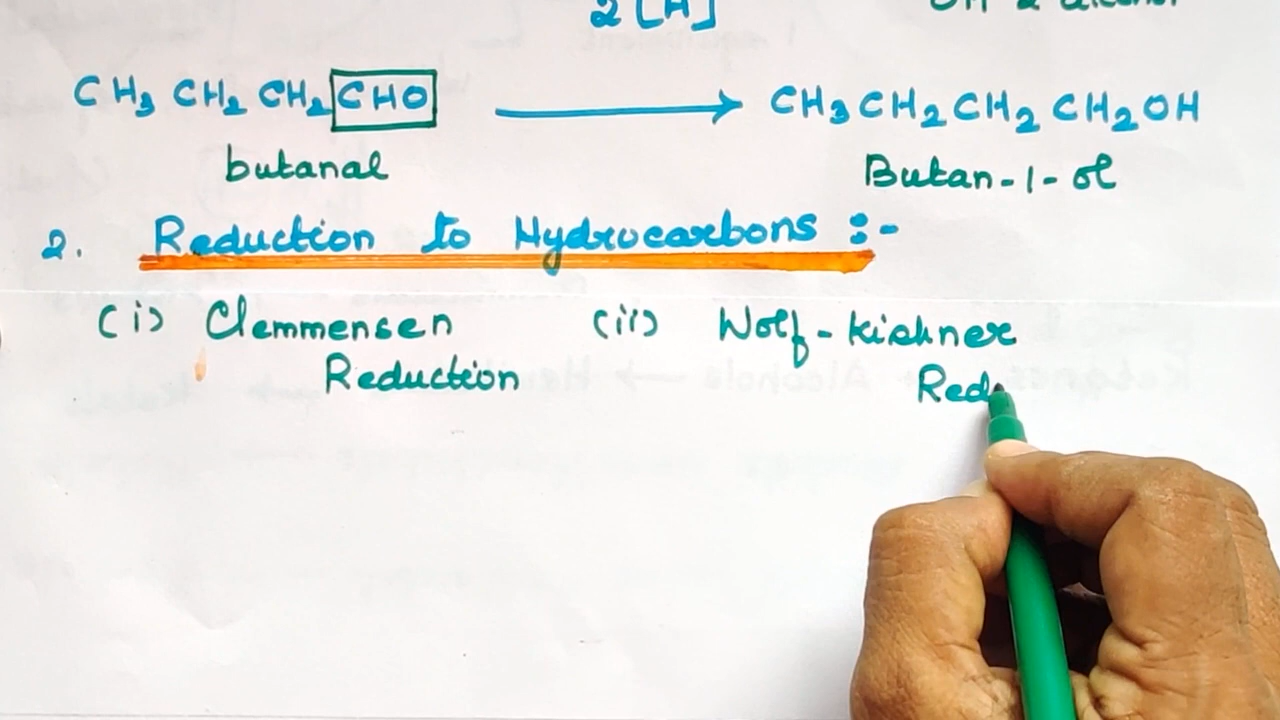 2 [H]
CH₃ CH₂ CH₂ CHO → CH₃ CH₂ CH₂ CH₂ OH
butanal Butan-1-ol
2. Reduction to Hydrocarbons :-
(i) Clemmensen (ii) Wolf-Kishner
Reduction Red